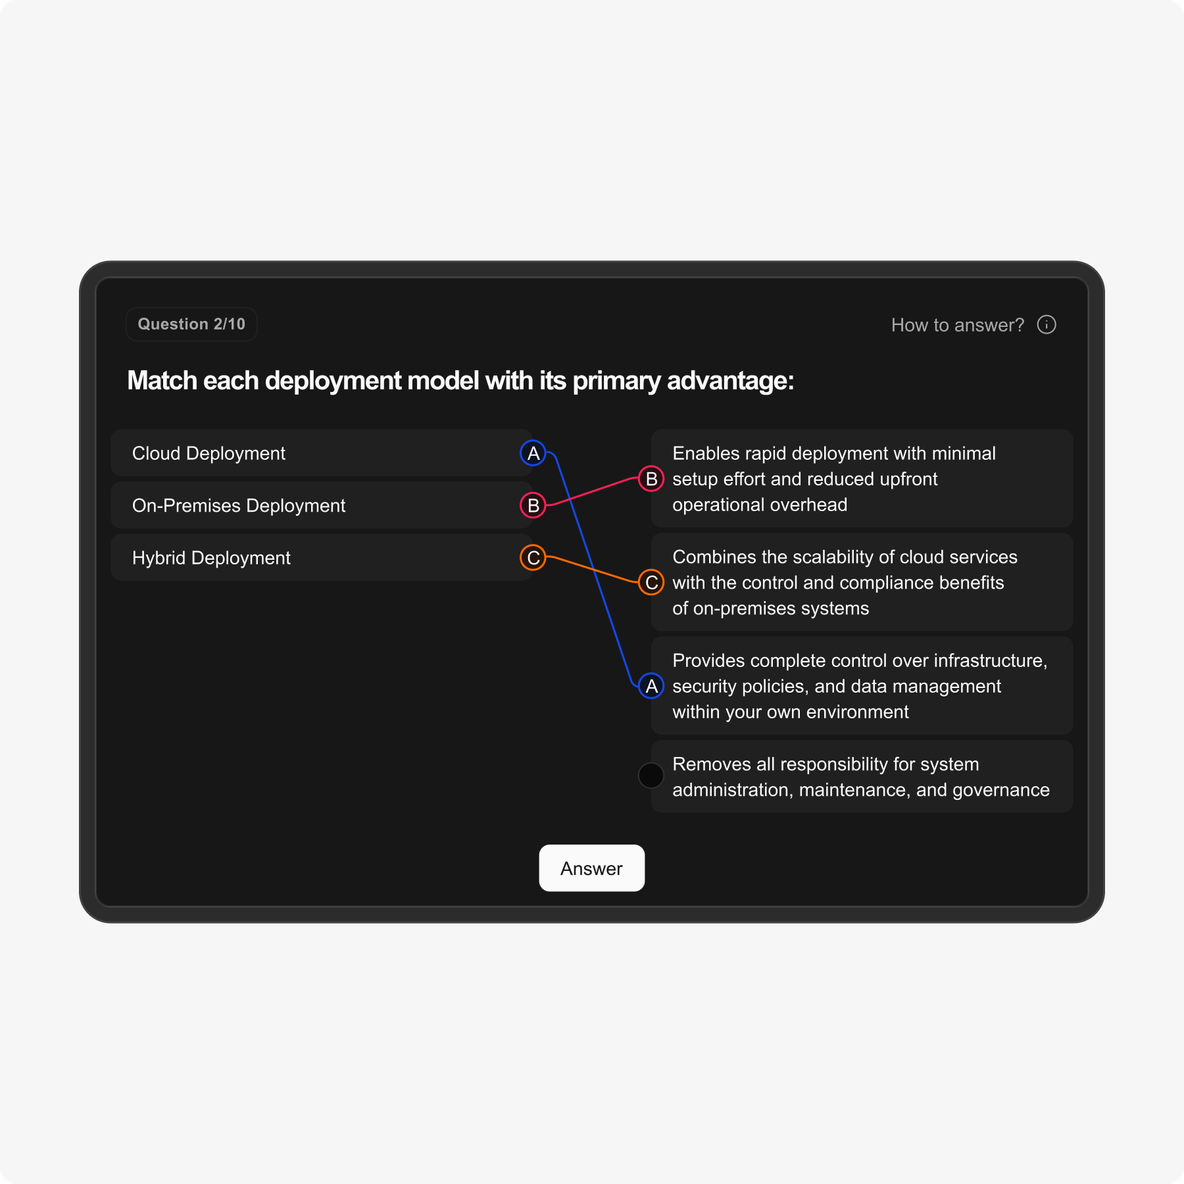 Question 2/10
How to answer?
Match each deployment model with its primary advantage:
Cloud Deployment
A
On-Premises Deployment
B
Hybrid Deployment
C
B
Enables rapid deployment with minimal
setup effort and reduced upfront
operational overhead
C
Combines the scalability of cloud services
with the control and compliance benefits
of on-premises systems
A
Provides complete control over infrastructure,
security policies, and data management
within your own environment
Removes all responsibility for system
administration, maintenance, and governance
Answer